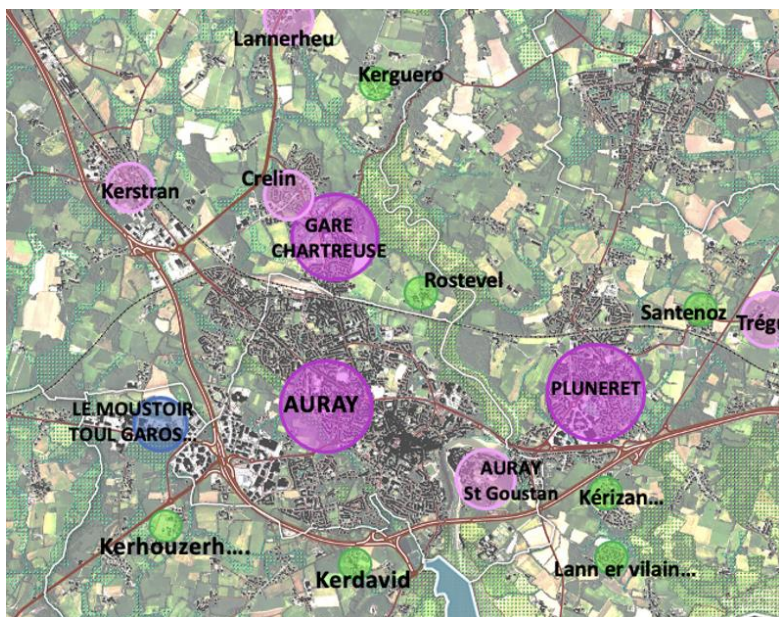 Lannerheu
Kerguero
Kerstran
Crelin
GARE
CHARTREUSE
Rostevel
Santenoz
Trégu
PLUNERET
AURAY
LE MOUSTOIR
TOUL GAROS...
AURAY
St Goustan
Kérizan...
Kerhouzerh....
Kerdavid
Lann er vilain...